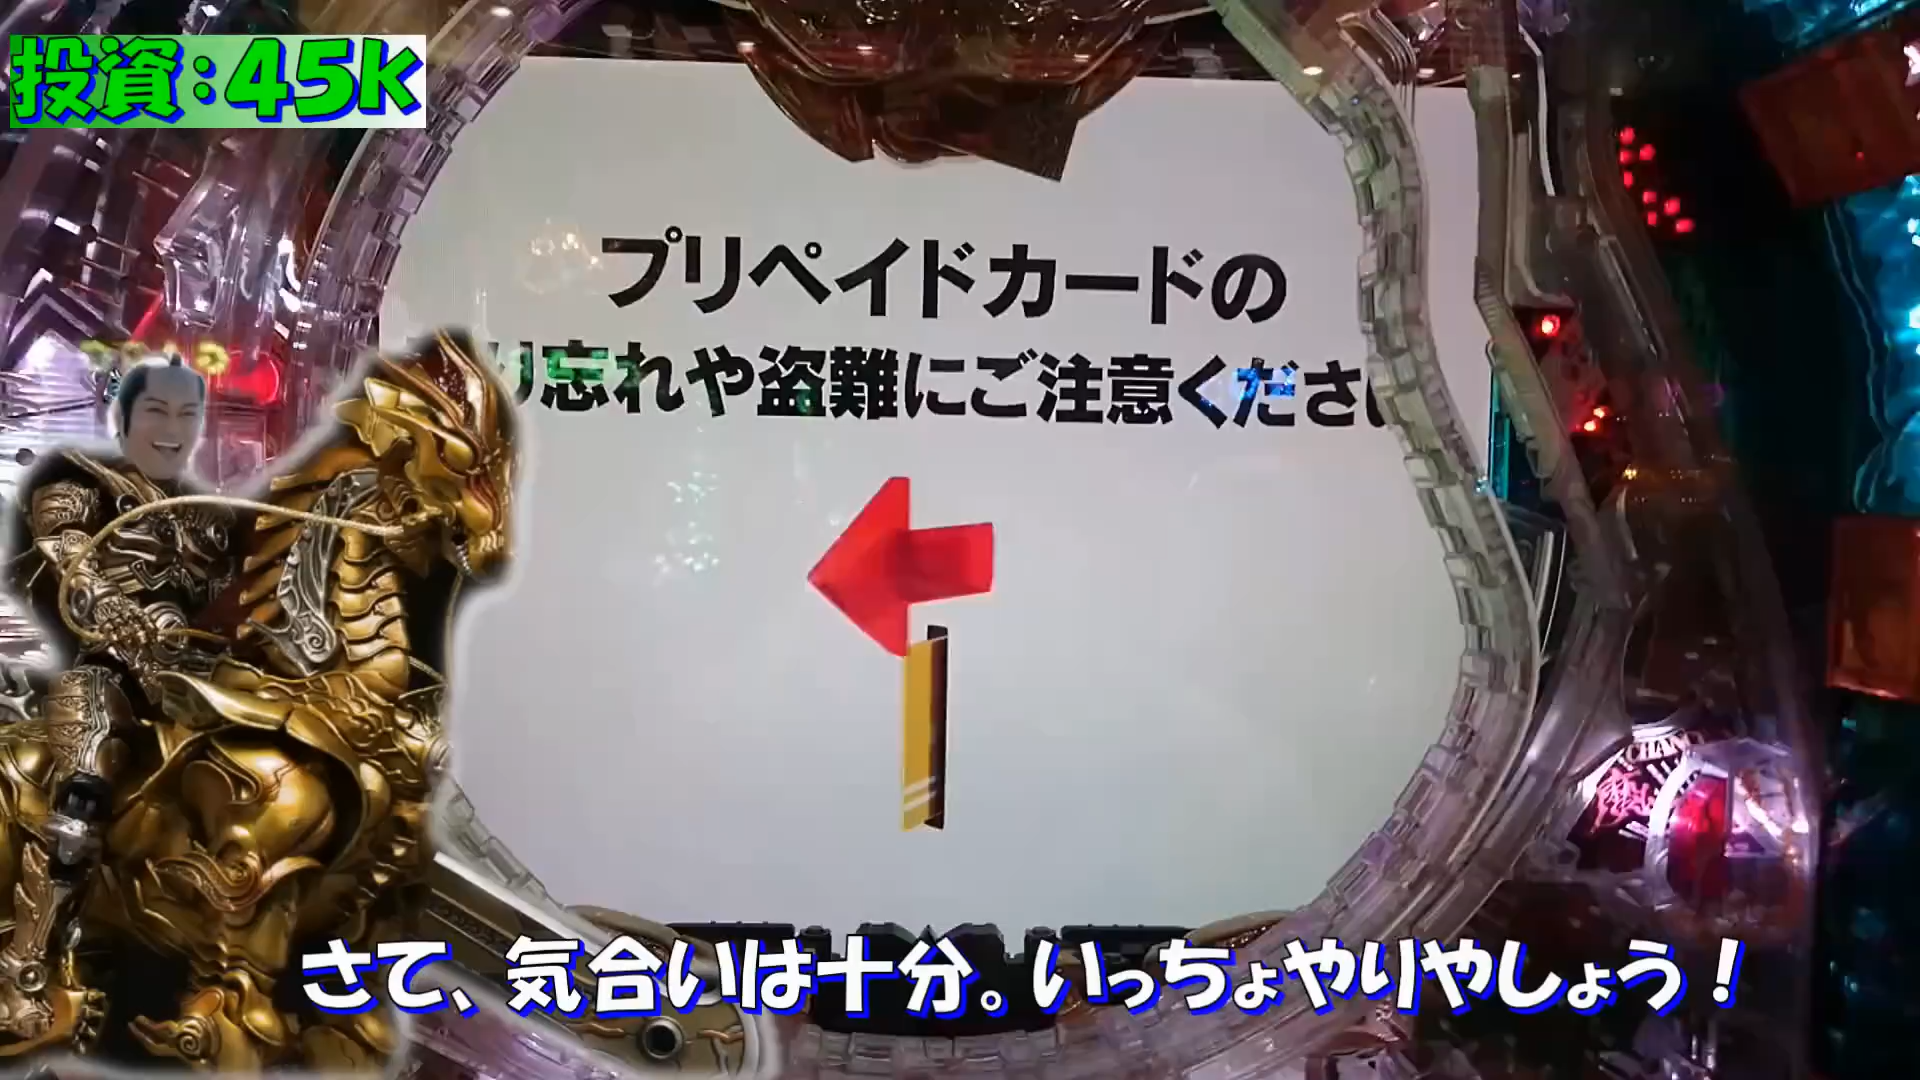 投資:45K
プリペイドカードの
り忘れや盗難にご注意くださ
CHANC
さて、気合いは十分。いっちょやりやしょう!